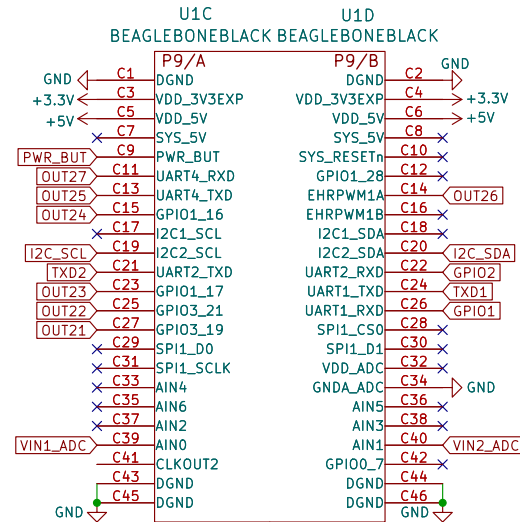 U1C U1D
BEAGLEBONEBLACK BEAGLEBONEBLACK
P9/A P9/B
GND C1 DGND DGND C2 GND
+3.3V C3 VDD_3V3EXP VDD_3V3EXP C4 +3.3V
+5V C5 VDD_5V VDD_5V C6 +5V
C7 SYS_5V SYS_5V C8
PWR_BUT C9 PWR_BUT SYS_RESETn C10
OUT27 C11 UART4_RXD GPIO1_28 C12
OUT25 C13 UART4_TXD EHRPWM1A C14 OUT26
OUT24 C15 GPIO1_16 EHRPWM1B C16
C17 I2C1_SCL I2C1_SDA C18
I2C_SCL C19 I2C2_SCL I2C2_SDA C20 I2C_SDA
TXD2 C21 UART2_TXD UART2_RXD C22 GPIO2
OUT23 C23 GPIO1_17 UART1_TXD C24 TXD1
OUT22 C25 GPIO3_21 UART1_RXD C26 GPIO1
OUT21 C27 GPIO3_19 SPI1_CS0 C28
C29 SPI1_D0 SPI1_D1 C30
C31 SPI1_SCLK VDD_ADC C32
C33 AIN4 GNDA_ADC C34 GND
C35 AIN6 AIN5 C36
C37 AIN2 AIN3 C38
VIN1_ADC C39 AIN0 AIN1 C40 VIN2_ADC
C41 CLKOUT2 GPIO0_7 C42
C43 DGND DGND C44
C45 DGND DGND C46
GND GND